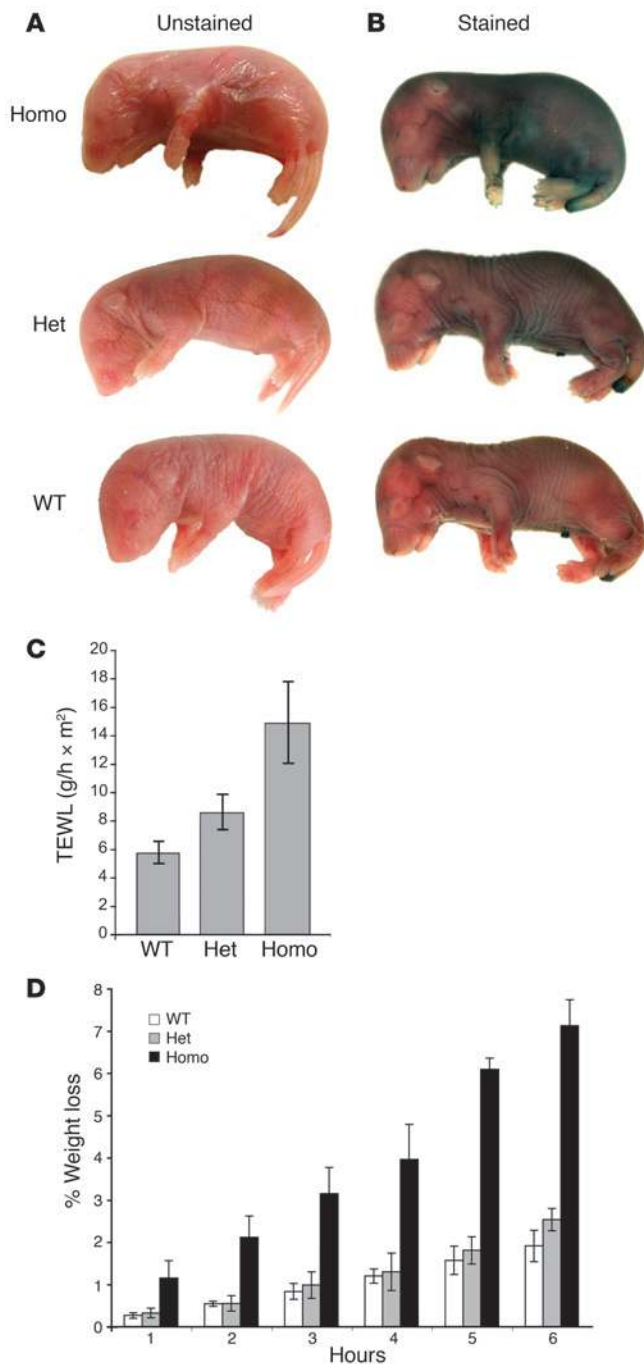 A Unstained B Stained
Homo
Het
WT
C
20
18
16
14
12
10
8
6
4
2
0
TEWL (g/h × m²)
WT Het Homo
D
8
7
6
5
4
3
2
1
0
% Weight loss
WT
Het
Homo
1 2 3 4 5 6
Hours